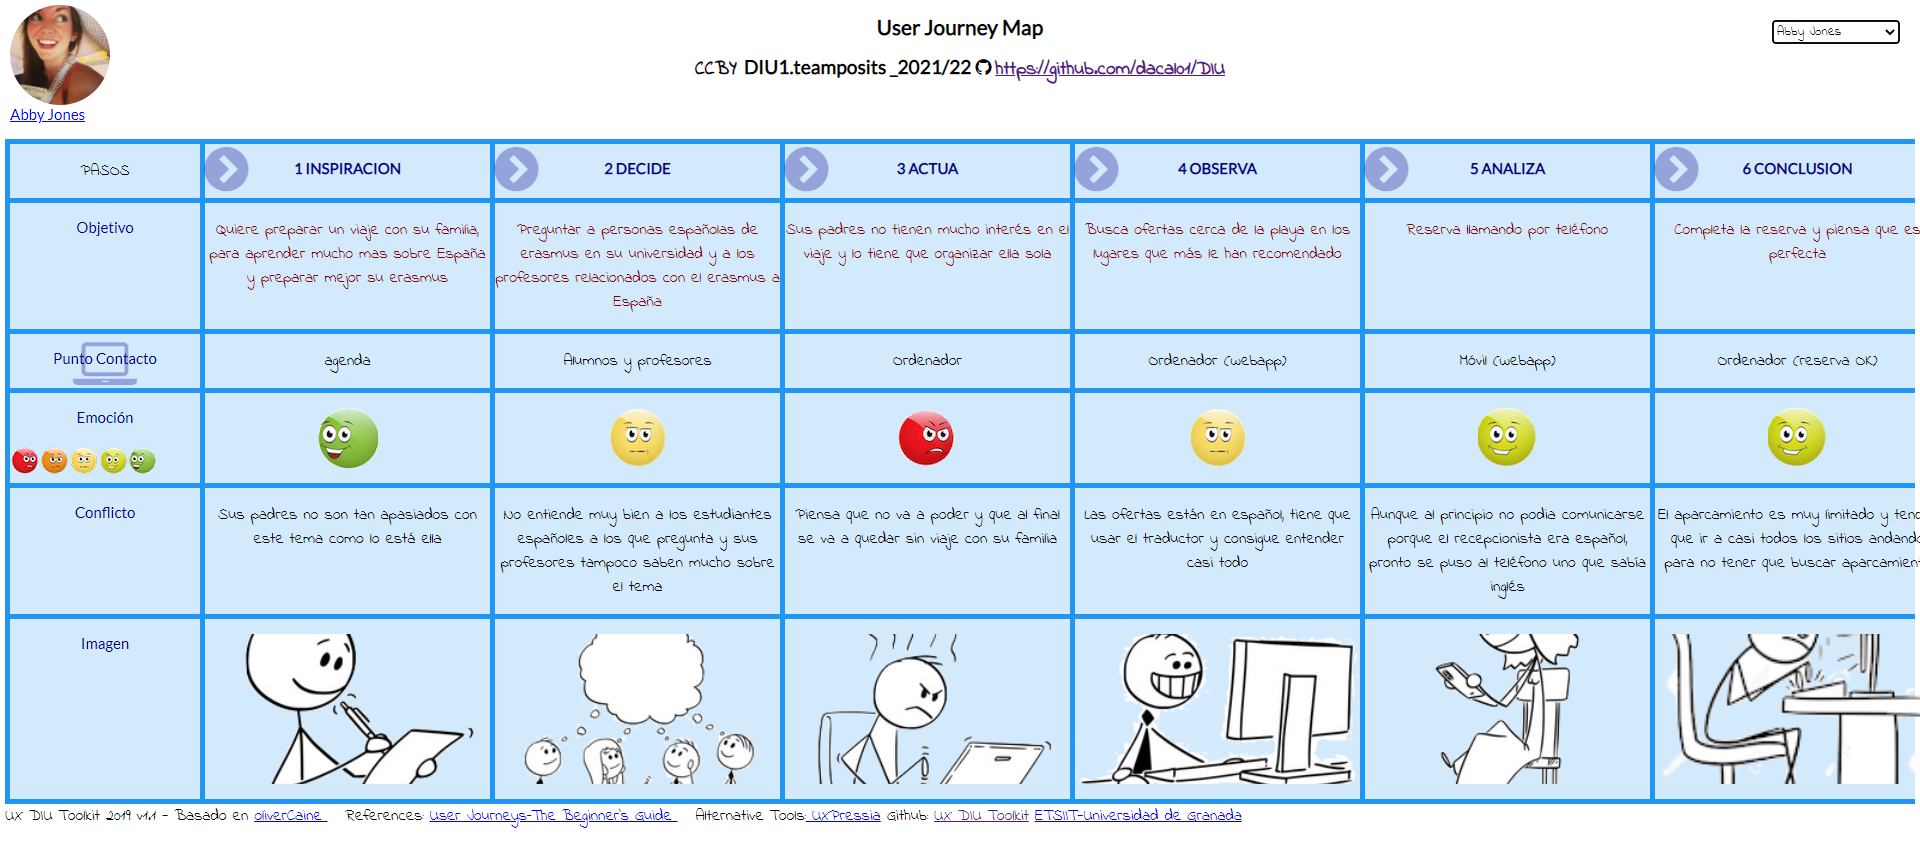 User Journey Map
Abby Jones
CCBY DIU1.teamposits_2021/22 https://github.com/dacalo1/DIU
Abby Jones
PASOS
1 INSPIRACION
2 DECIDE
3 ACTUA
4 OBSERVA
5 ANALIZA
6 CONCLUSION
Objetivo
Quiere preparar un viaje con su familia,
para aprender mucho mas sobre España
y preparar mejor su erasmus
Preguntar a personas españolas de
erasmus en su universidad y a los
profesores relacionados con el erasmus a
España
Sus padres no tienen mucho interés en el
viaje y lo tiene que organizar ella sola
Busca ofertas cerca de la playa en los
lugares que más le han recomendado
Reserva llamando por teléfono
Completa la reserva y piensa que es
perfecta
Punto Contacto
agenda
Alumnos y profesores
Ordenador
Ordenador (webapp)
Móvil (webapp)
Ordenador (reserva OK)
Emoción
Conflicto
Sus padres no son tan apasiados con
este tema como lo está ella
No entiende muy bien a los estudiantes
españoles a los que pregunta y sus
profesores tampoco saben mucho sobre
el tema
Piensa que no va a poder y que al final
se va a quedar sin viaje con su familia
Las ofertas están en español, tiene que
usar el traductor y consigue entender
casi todo
Aunque al principio no podía comunicarse
porque el recepcionista era español,
pronto se puso al teléfono uno que sabía
inglés
El aparcamiento es muy limitado y
que ir a casi todos los sitios andando
para no tener que buscar
Imagen
UX DIU Toolkit 2019 v1.1 - Basado en oliverCaine References: User Journeys-The Beginner's Guide Alternative Tools: UXPressia Github: UX DIU Toolkit ETSIIT-Universidad de Granada